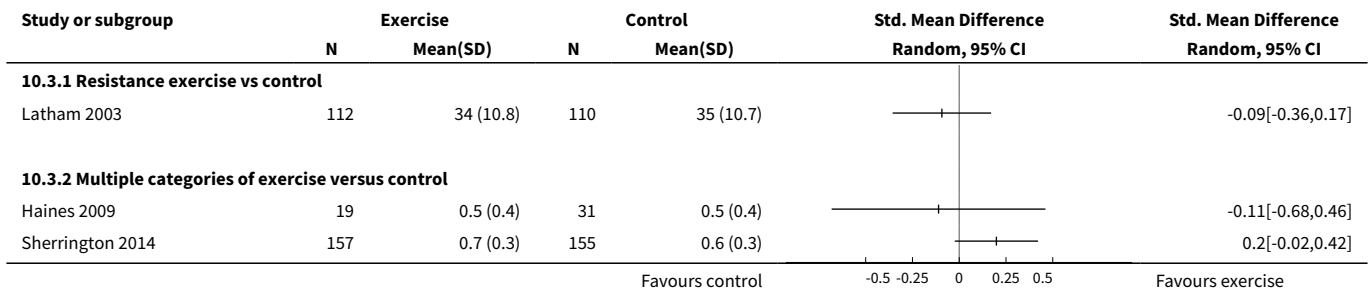 Study or subgroup Exercise Control Std. Mean Difference Std. Mean Difference
N Mean(SD) N Mean(SD) Random, 95% CI Random, 95% CI
10.3.1 Resistance exercise vs control
Latham 2003 112 34 (10.8) 110 35 (10.7) -0.09[-0.36,0.17]
10.3.2 Multiple categories of exercise versus control
Haines 2009 19 0.5 (0.4) 31 0.5 (0.4) -0.11[-0.68,0.46]
Sherrington 2014 157 0.7 (0.3) 155 0.6 (0.3) 0.2[-0.02,0.42]
Favours control -0.5 -0.25 0 0.25 0.5 Favours exercise